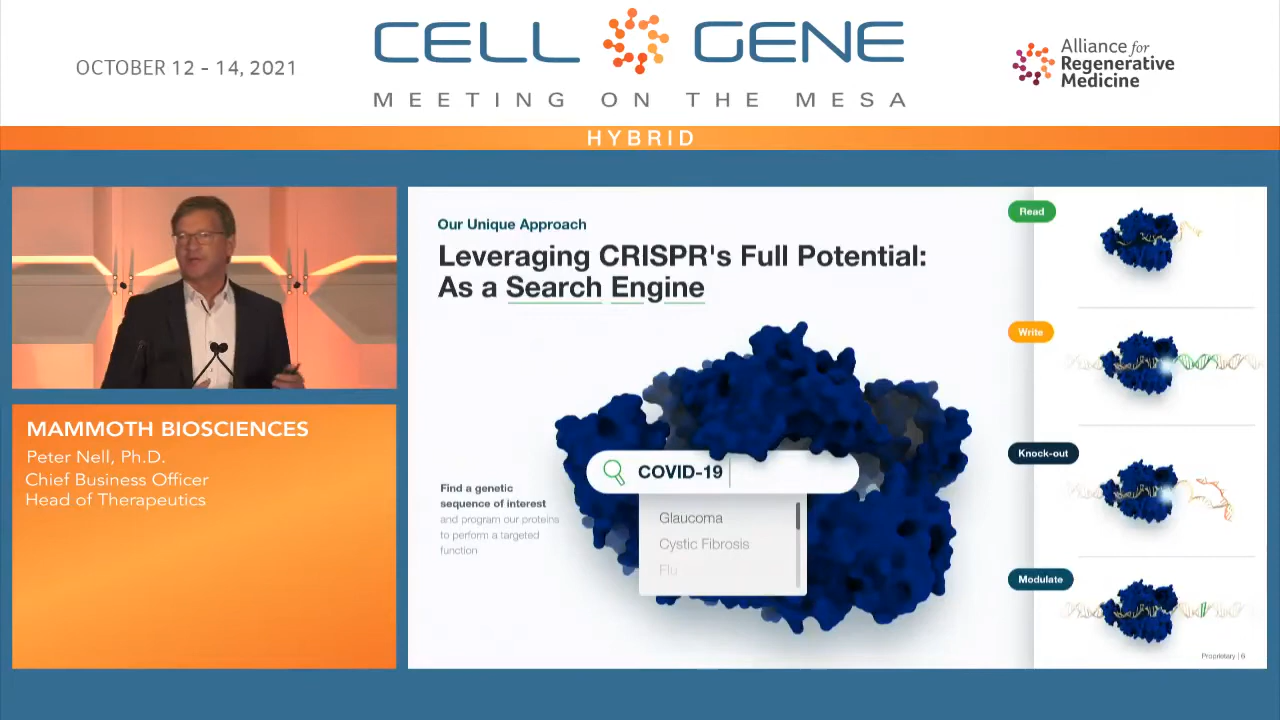 OCTOBER 12 - 14, 2021
CELL GENE
MEETING ON THE MESA
Alliance for
Regenerative
Medicine
HYBRID
MAMMOTH BIOSCIENCES
Peter Nell, Ph.D.
Chief Business Officer
Head of Therapeutics
Our Unique Approach
Leveraging CRISPR's Full Potential:
As a Search Engine
COVID-19
Glaucoma
Cystic Fibrosis
Flu
Find a genetic
sequence of interest
and program our proteins
to perform a targeted
function
Read
Write
Knock-out
Modulate
Proprietary | 6